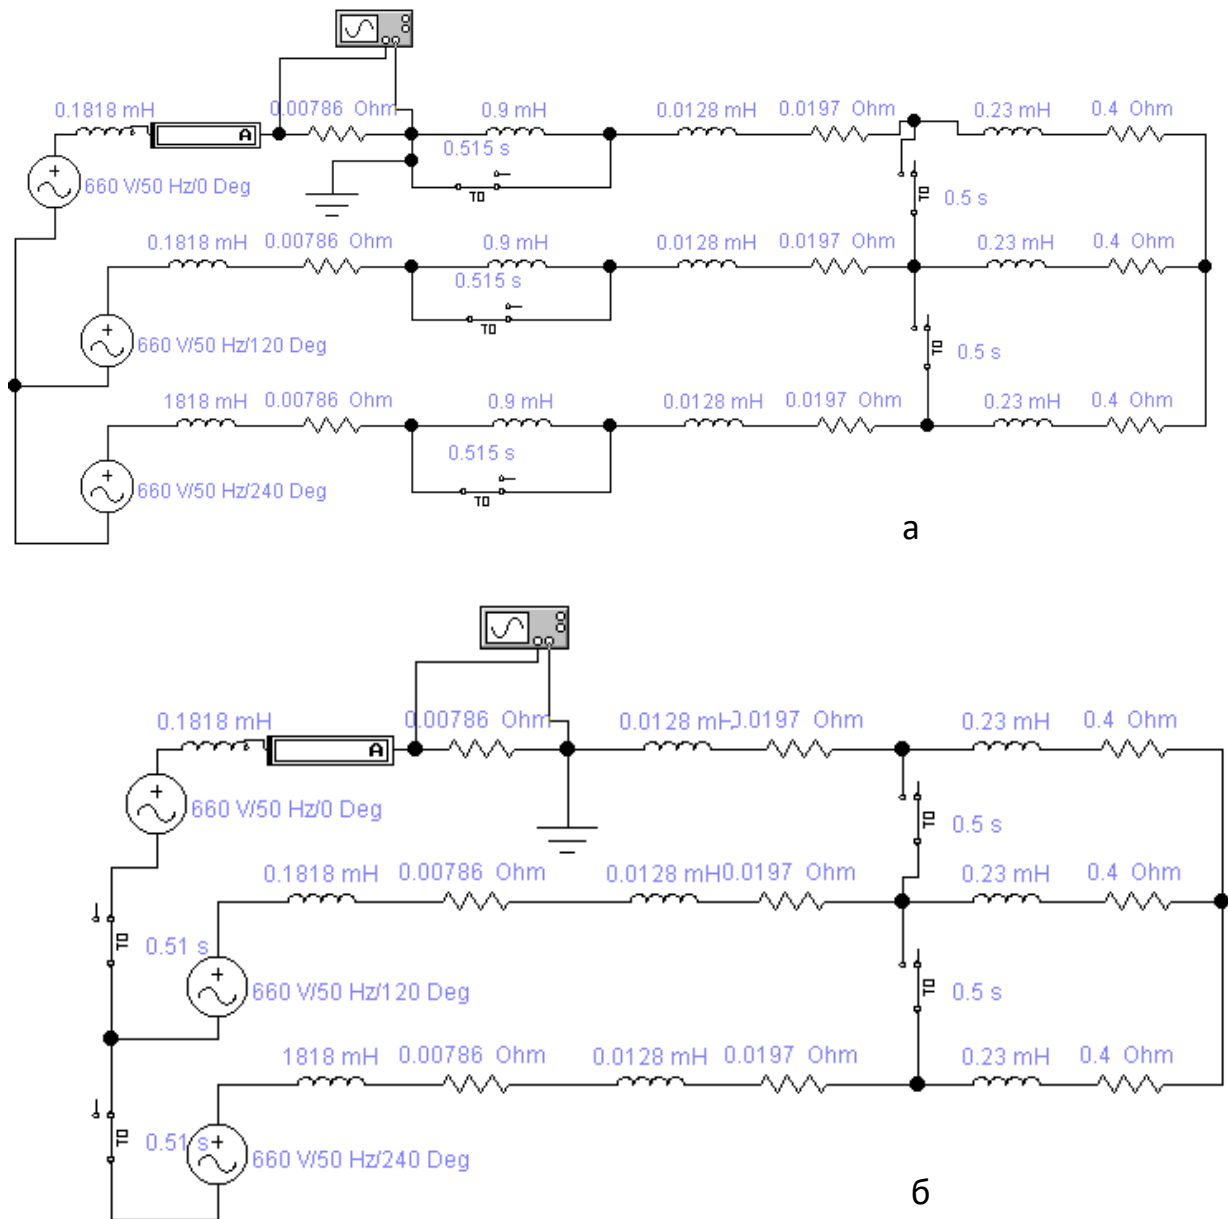 0.1818 mH
A
0.00786 Ohm
0.9 mH
0.0128 mH
0.0197 Ohm
0.23 mH
0.4 Ohm
660 V/50 Hz/0 Deg
0.515 s
TD
TD
0.5 s
0.1818 mH
0.00786 Ohm
0.9 mH
0.0128 mH
0.0197 Ohm
0.23 mH
0.4 Ohm
0.515 s
TD
660 V/50 Hz/120 Deg
TD
0.5 s
1818 mH
0.00786 Ohm
0.9 mH
0.0128 mH
0.0197 Ohm
0.23 mH
0.4 Ohm
0.515 s
TD
660 V/50 Hz/240 Deg
а
0.1818 mH
A
0.00786 Ohm
0.0128 mH
0.0197 Ohm
0.23 mH
0.4 Ohm
660 V/50 Hz/0 Deg
TD
0.5 s
0.1818 mH
0.00786 Ohm
0.0128 mH
0.0197 Ohm
0.23 mH
0.4 Ohm
TD
0.51 s
660 V/50 Hz/120 Deg
TD
0.5 s
1818 mH
0.00786 Ohm
0.0128 mH
0.0197 Ohm
0.23 mH
0.4 Ohm
TD
0.51 s
660 V/50 Hz/240 Deg
б